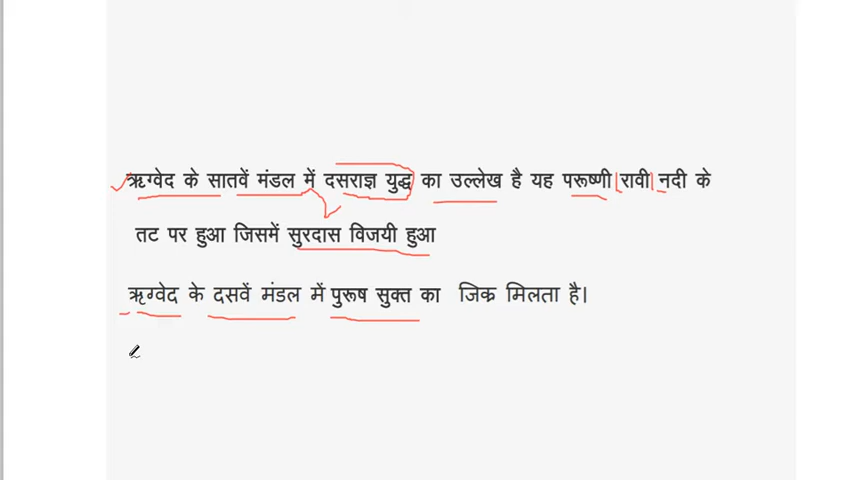 ऋग्वेद के सातवें मंडल में दसराज्ञ युद्ध का उल्लेख है यह परूष्णी रावी नदी के
तट पर हुआ जिसमें सुरदास विजयी हुआ
ऋग्वेद के दसवें मंडल में पुरूष सुक्त का जिक्र मिलता है।